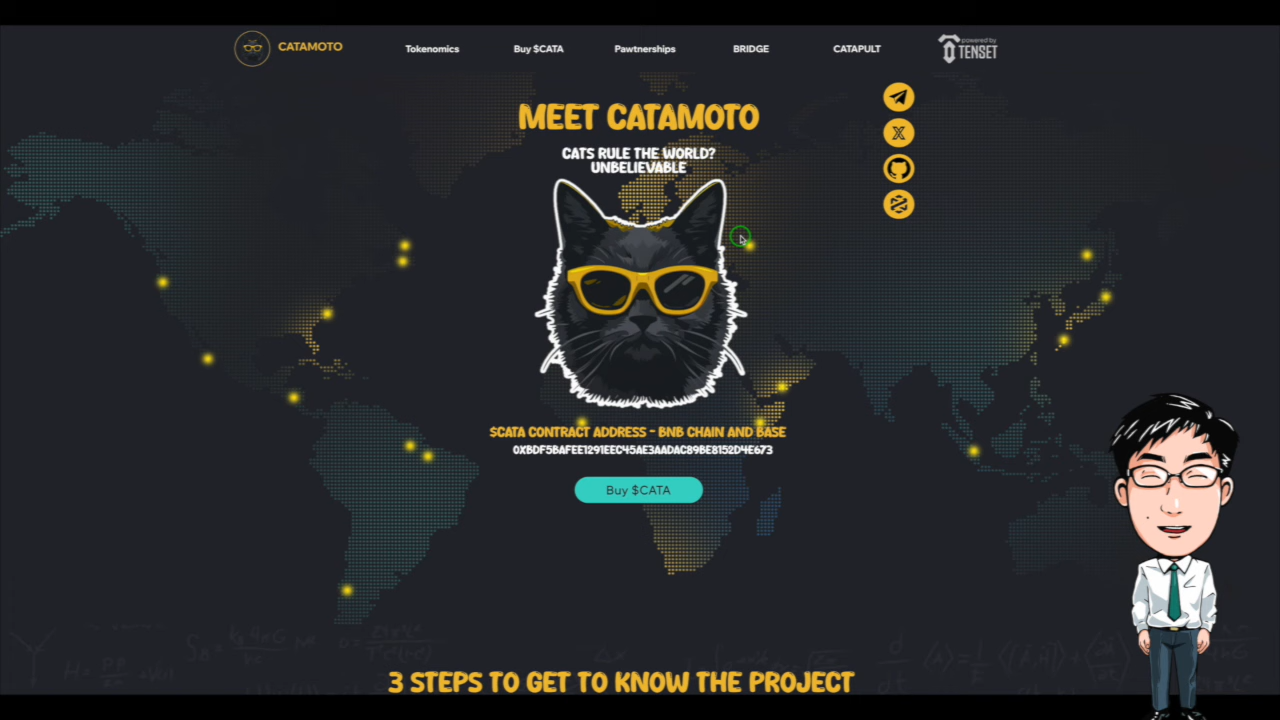 CATAMOTO
Tokenomics
Buy $CATA
Pawtnerships
BRIDGE
CATAPULT
powered by
TENSET
MEET CATAMOTO
CATS RULE THE WORLD?
UNBELIEVABLE
$CATA CONTRACT ADDRESS - BNB CHAIN AND BASE
0XBDF5BAFEE1291EEC45AE3AADAC89BE8152D4E673
Buy $CATA
3 STEPS TO GET TO KNOW THE PROJECT